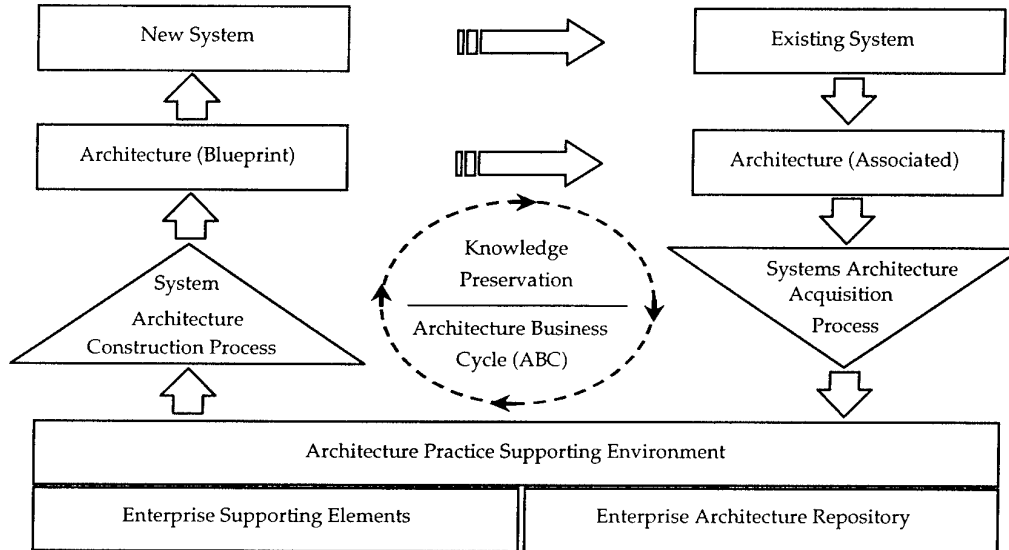 New System
Existing System
Architecture (Blueprint)
Architecture (Associated)
Knowledge
Preservation
Architecture Business
Cycle (ABC)
System
Architecture
Construction Process
Systems Architecture
Acquisition
Process
Architecture Practice Supporting Environment
Enterprise Supporting Elements
Enterprise Architecture Repository